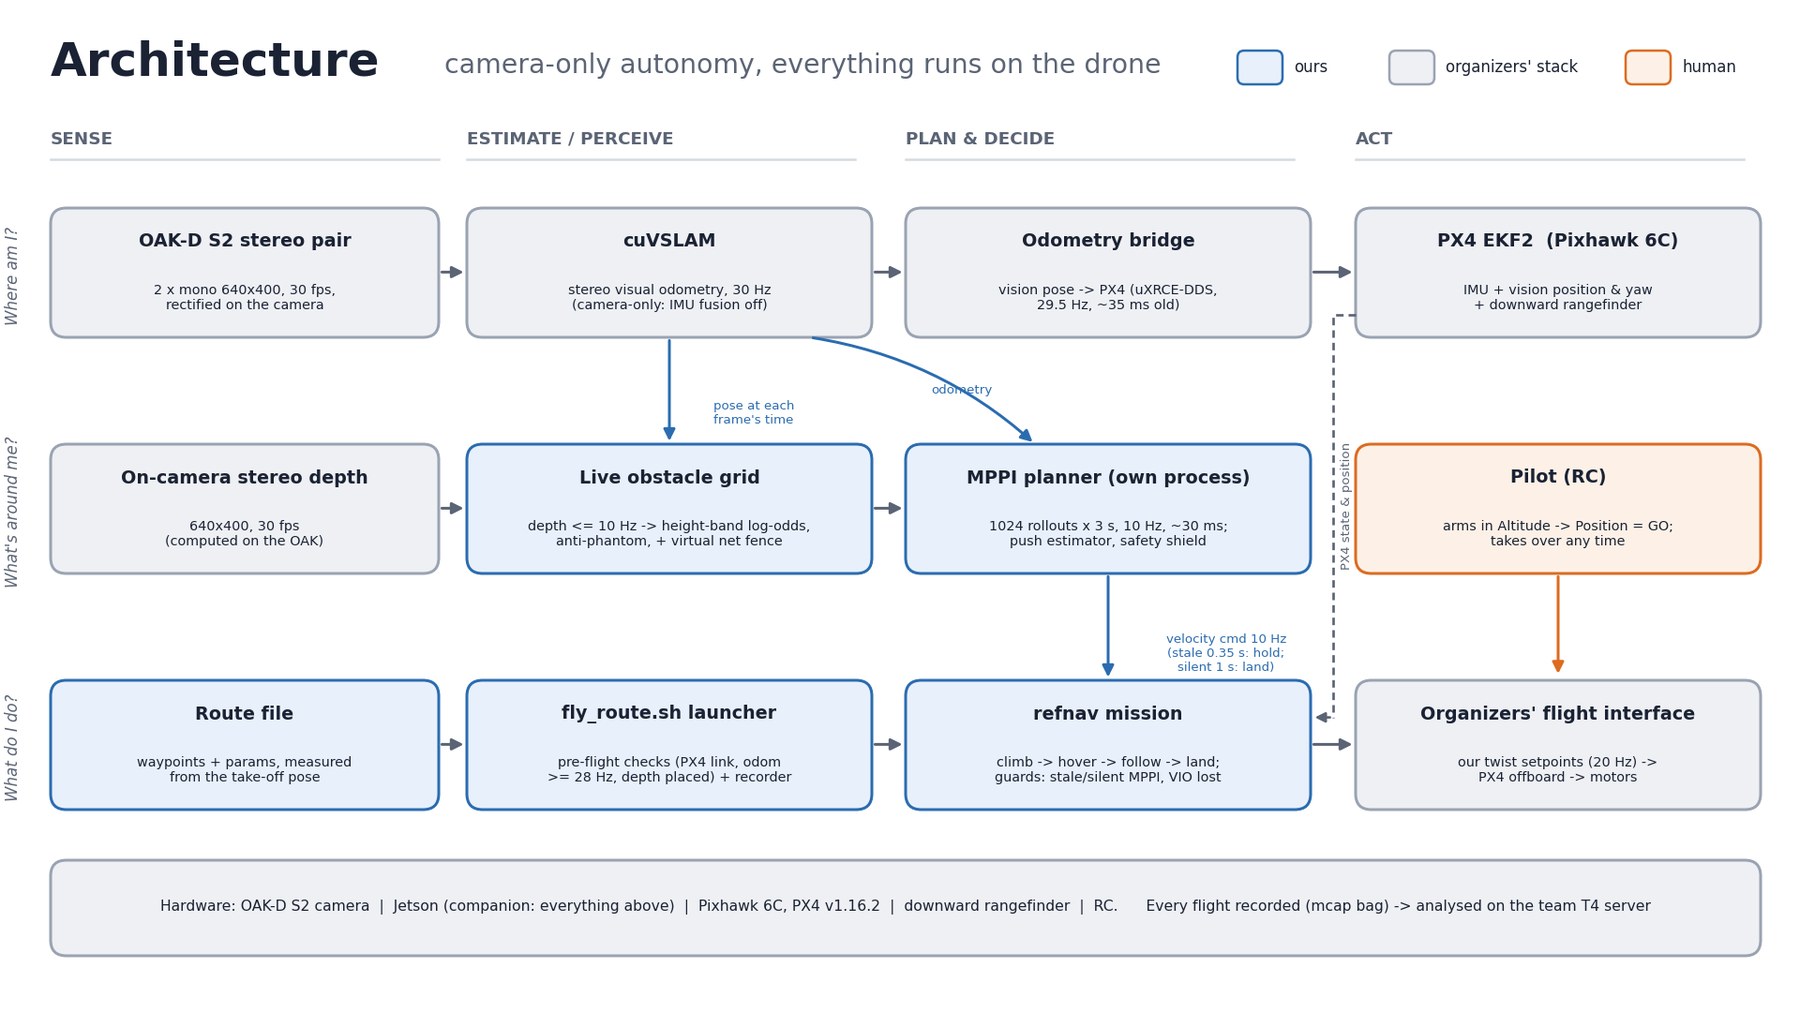 Architecture
camera-only autonomy, everything runs on the drone
ours
organizers' stack
human
SENSE
ESTIMATE / PERCEIVE
PLAN & DECIDE
ACT
Where am I?
OAK-D S2 stereo pair
2 x mono 640x400, 30 fps,
rectified on the camera
cuVSLAM
stereo visual odometry, 30 Hz
(camera-only: IMU fusion off)
Odometry bridge
vision pose -> PX4 (uXRCE-DDS,
29.5 Hz, ~35 ms old)
PX4 EKF2  (Pixhawk 6C)
IMU + vision position & yaw
+ downward rangefinder
pose at each
frame's time
odometry
PX4 state & position
What's around me?
On-camera stereo depth
640x400, 30 fps
(computed on the OAK)
Live obstacle grid
depth <= 10 Hz -> height-band log-odds,
anti-phantom, + virtual net fence
MPPI planner (own process)
1024 rollouts x 3 s, 10 Hz, ~30 ms;
push estimator, safety shield
Pilot (RC)
arms in Altitude -> Position = GO;
takes over any time
velocity cmd 10 Hz
(stale 0.35 s: hold;
silent 1 s: land)
What do I do?
Route file
waypoints + params, measured
from the take-off pose
fly_route.sh launcher
pre-flight checks (PX4 link, odom
>= 28 Hz, depth placed) + recorder
refnav mission
climb -> hover -> follow -> land;
guards: stale/silent MPPI, VIO lost
Organizers' flight interface
our twist setpoints (20 Hz) ->
PX4 offboard -> motors
Hardware: OAK-D S2 camera  |  Jetson (companion: everything above)  |  Pixhawk 6C, PX4 v1.16.2  |  downward rangefinder  |  RC.      Every flight recorded (mcap bag) -> analysed on the team T4 server